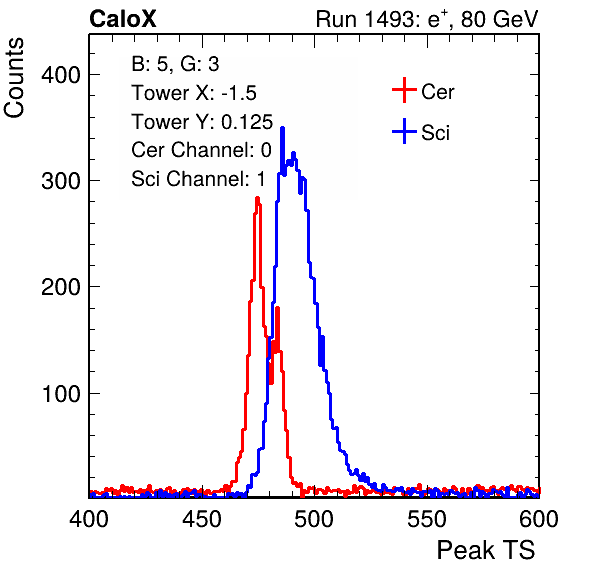 CaloX Run 1493: e⁺, 80 GeV
B: 5, G: 3
Tower X: -1.5
Tower Y: 0.125
Cer Channel: 0
Sci Channel: 1
Cer
Sci
Counts
400
300
200
100
400 450 500 550 600
Peak TS